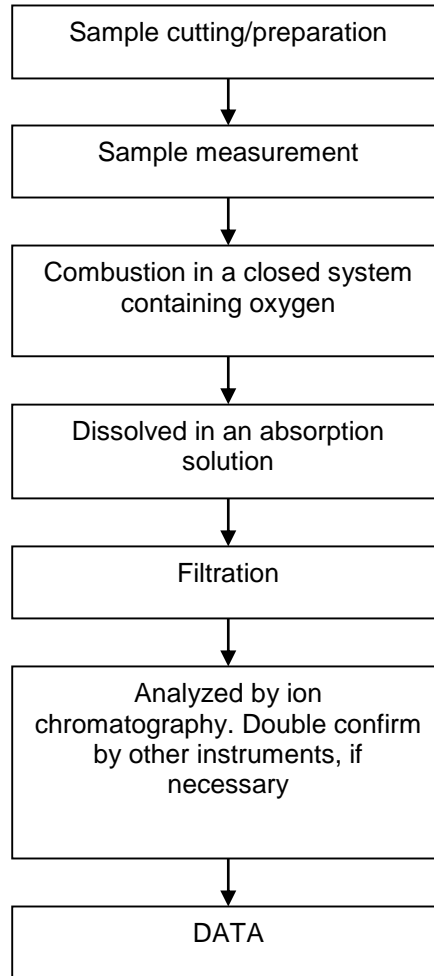 Sample cutting/preparation
Sample measurement
Combustion in a closed system
containing oxygen
Dissolved in an absorption
solution
Filtration
Analyzed by ion
chromatography. Double confirm
by other instruments, if
necessary
DATA